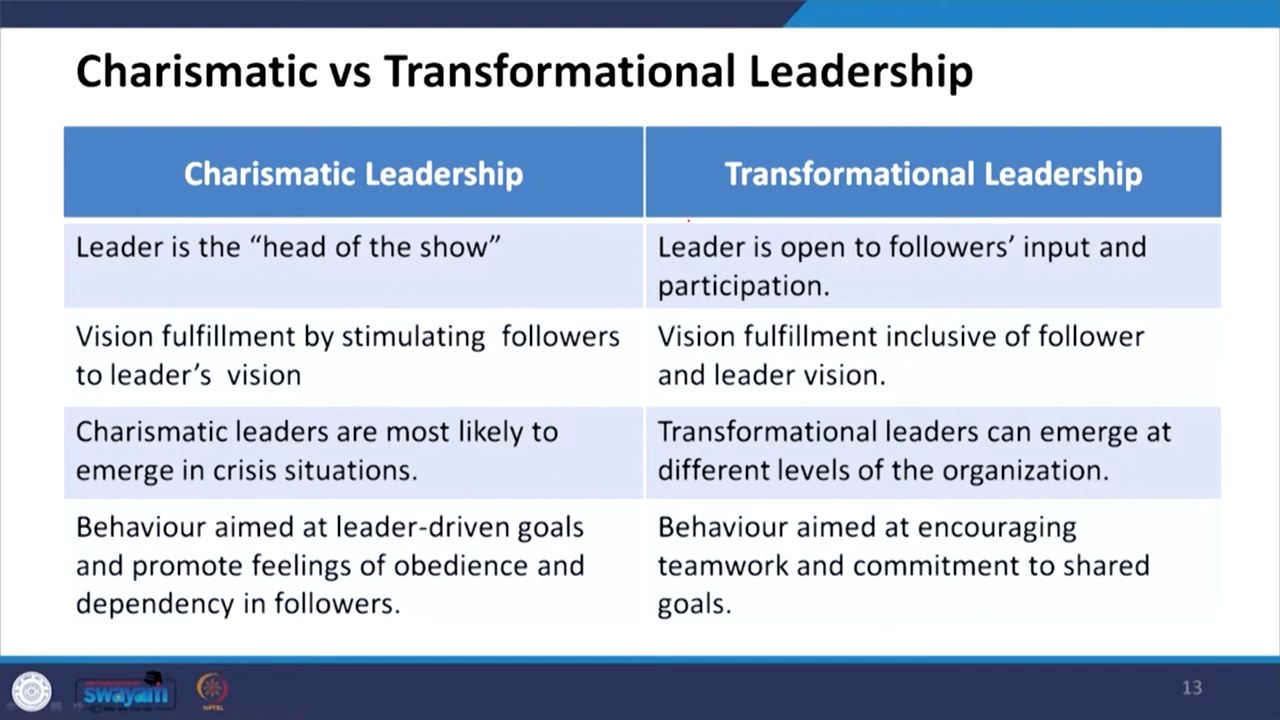 Charismatic vs Transformational Leadership
Charismatic Leadership
Transformational Leadership
Leader is the “head of the show”
Leader is open to followers’ input and
participation.
Vision fulfillment by stimulating  followers
to leader’s  vision
Vision fulfillment inclusive of follower
and leader vision.
Charismatic leaders are most likely to
emerge in crisis situations.
Transformational leaders can emerge at
different levels of the organization.
Behaviour aimed at leader-driven goals
and promote feelings of obedience and
dependency in followers.
Behaviour aimed at encouraging
teamwork and commitment to shared
goals.
swayam
NPTEL
13